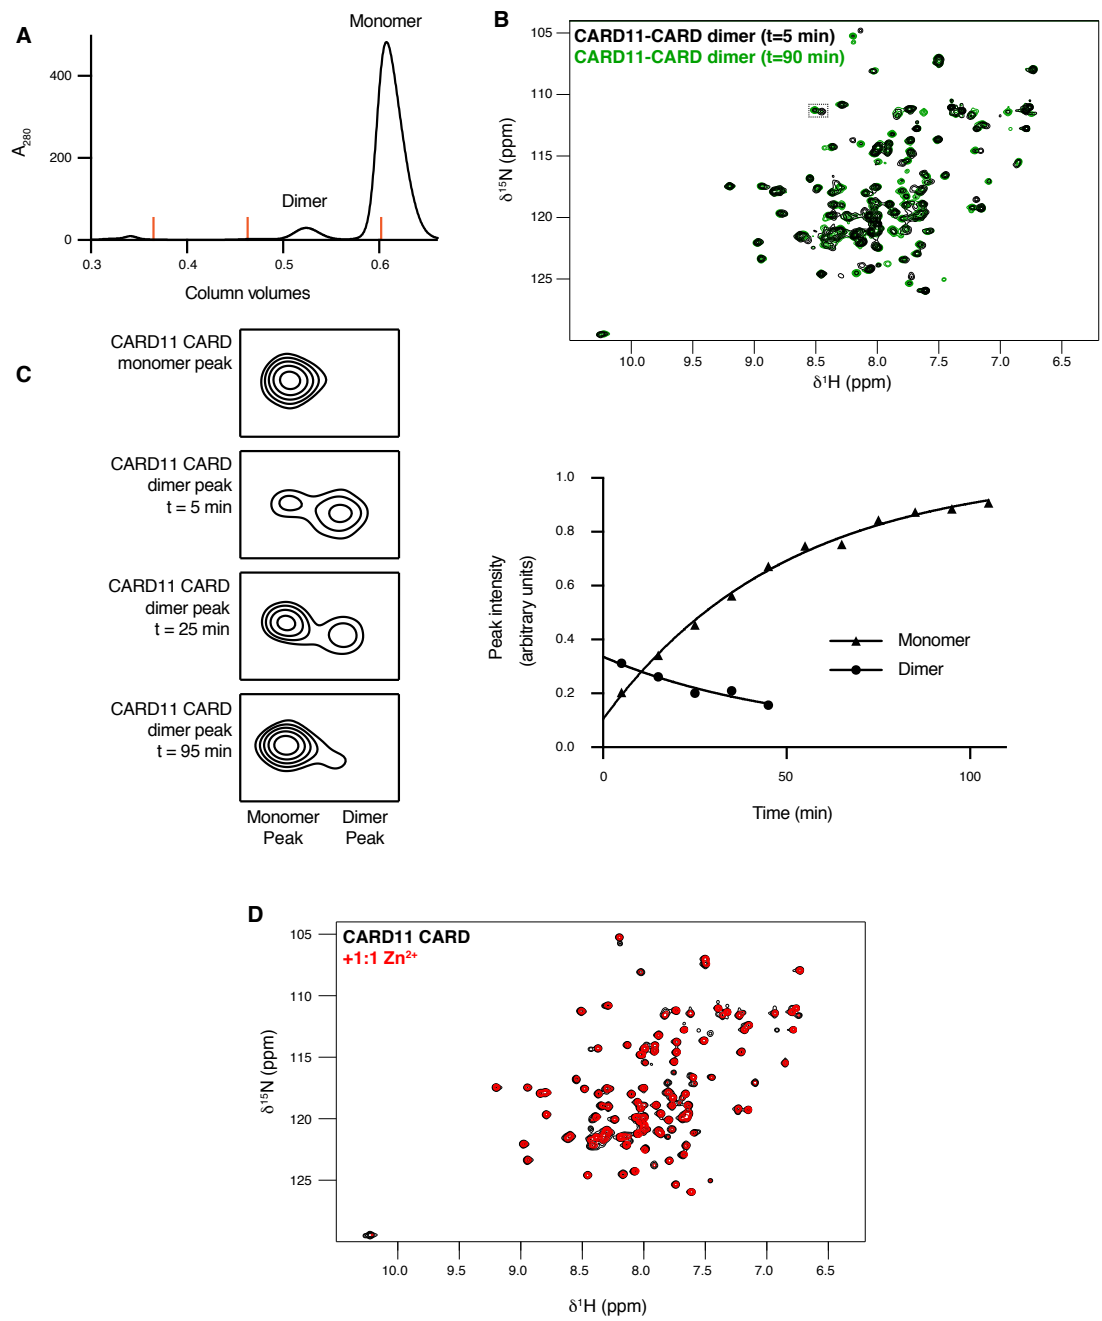 A
Monomer
400
200
0
A280
Dimer
0.3
0.4
0.5
0.6
Column volumes
B
CARD11-CARD dimer (t=5 min)
CARD11-CARD dimer (t=90 min)
105
110
115
120
125
δ15N (ppm)
10.0
9.5
9.0
8.5
8.0
7.5
7.0
6.5
δ1H (ppm)
C
CARD11 CARD
monomer peak
CARD11 CARD
dimer peak
t = 5 min
CARD11 CARD
dimer peak
t = 25 min
CARD11 CARD
dimer peak
t = 95 min
Monomer
Peak
Dimer
Peak
1.0
0.8
0.6
0.4
0.2
0.0
Peak intensity
(arbitrary units)
Monomer
Dimer
0
50
100
Time (min)
D
CARD11 CARD
+1:1 Zn2+
105
110
115
120
125
δ15N (ppm)
10.0
9.5
9.0
8.5
8.0
7.5
7.0
6.5
δ1H (ppm)